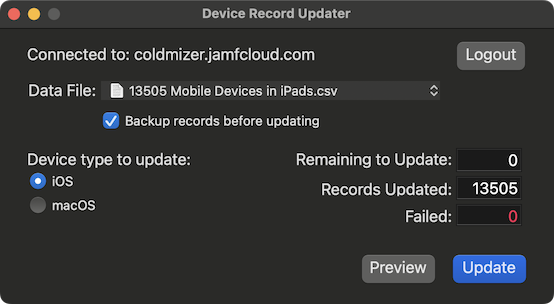 Device Record Updater
Connected to: coldmizer.jamfcloud.com
Logout
Data File: 13505 Mobile Devices in iPads.csv
Backup records before updating
Device type to update:
iOS
macOS
Remaining to Update: 0
Records Updated: 13505
Failed: 0
Preview
Update